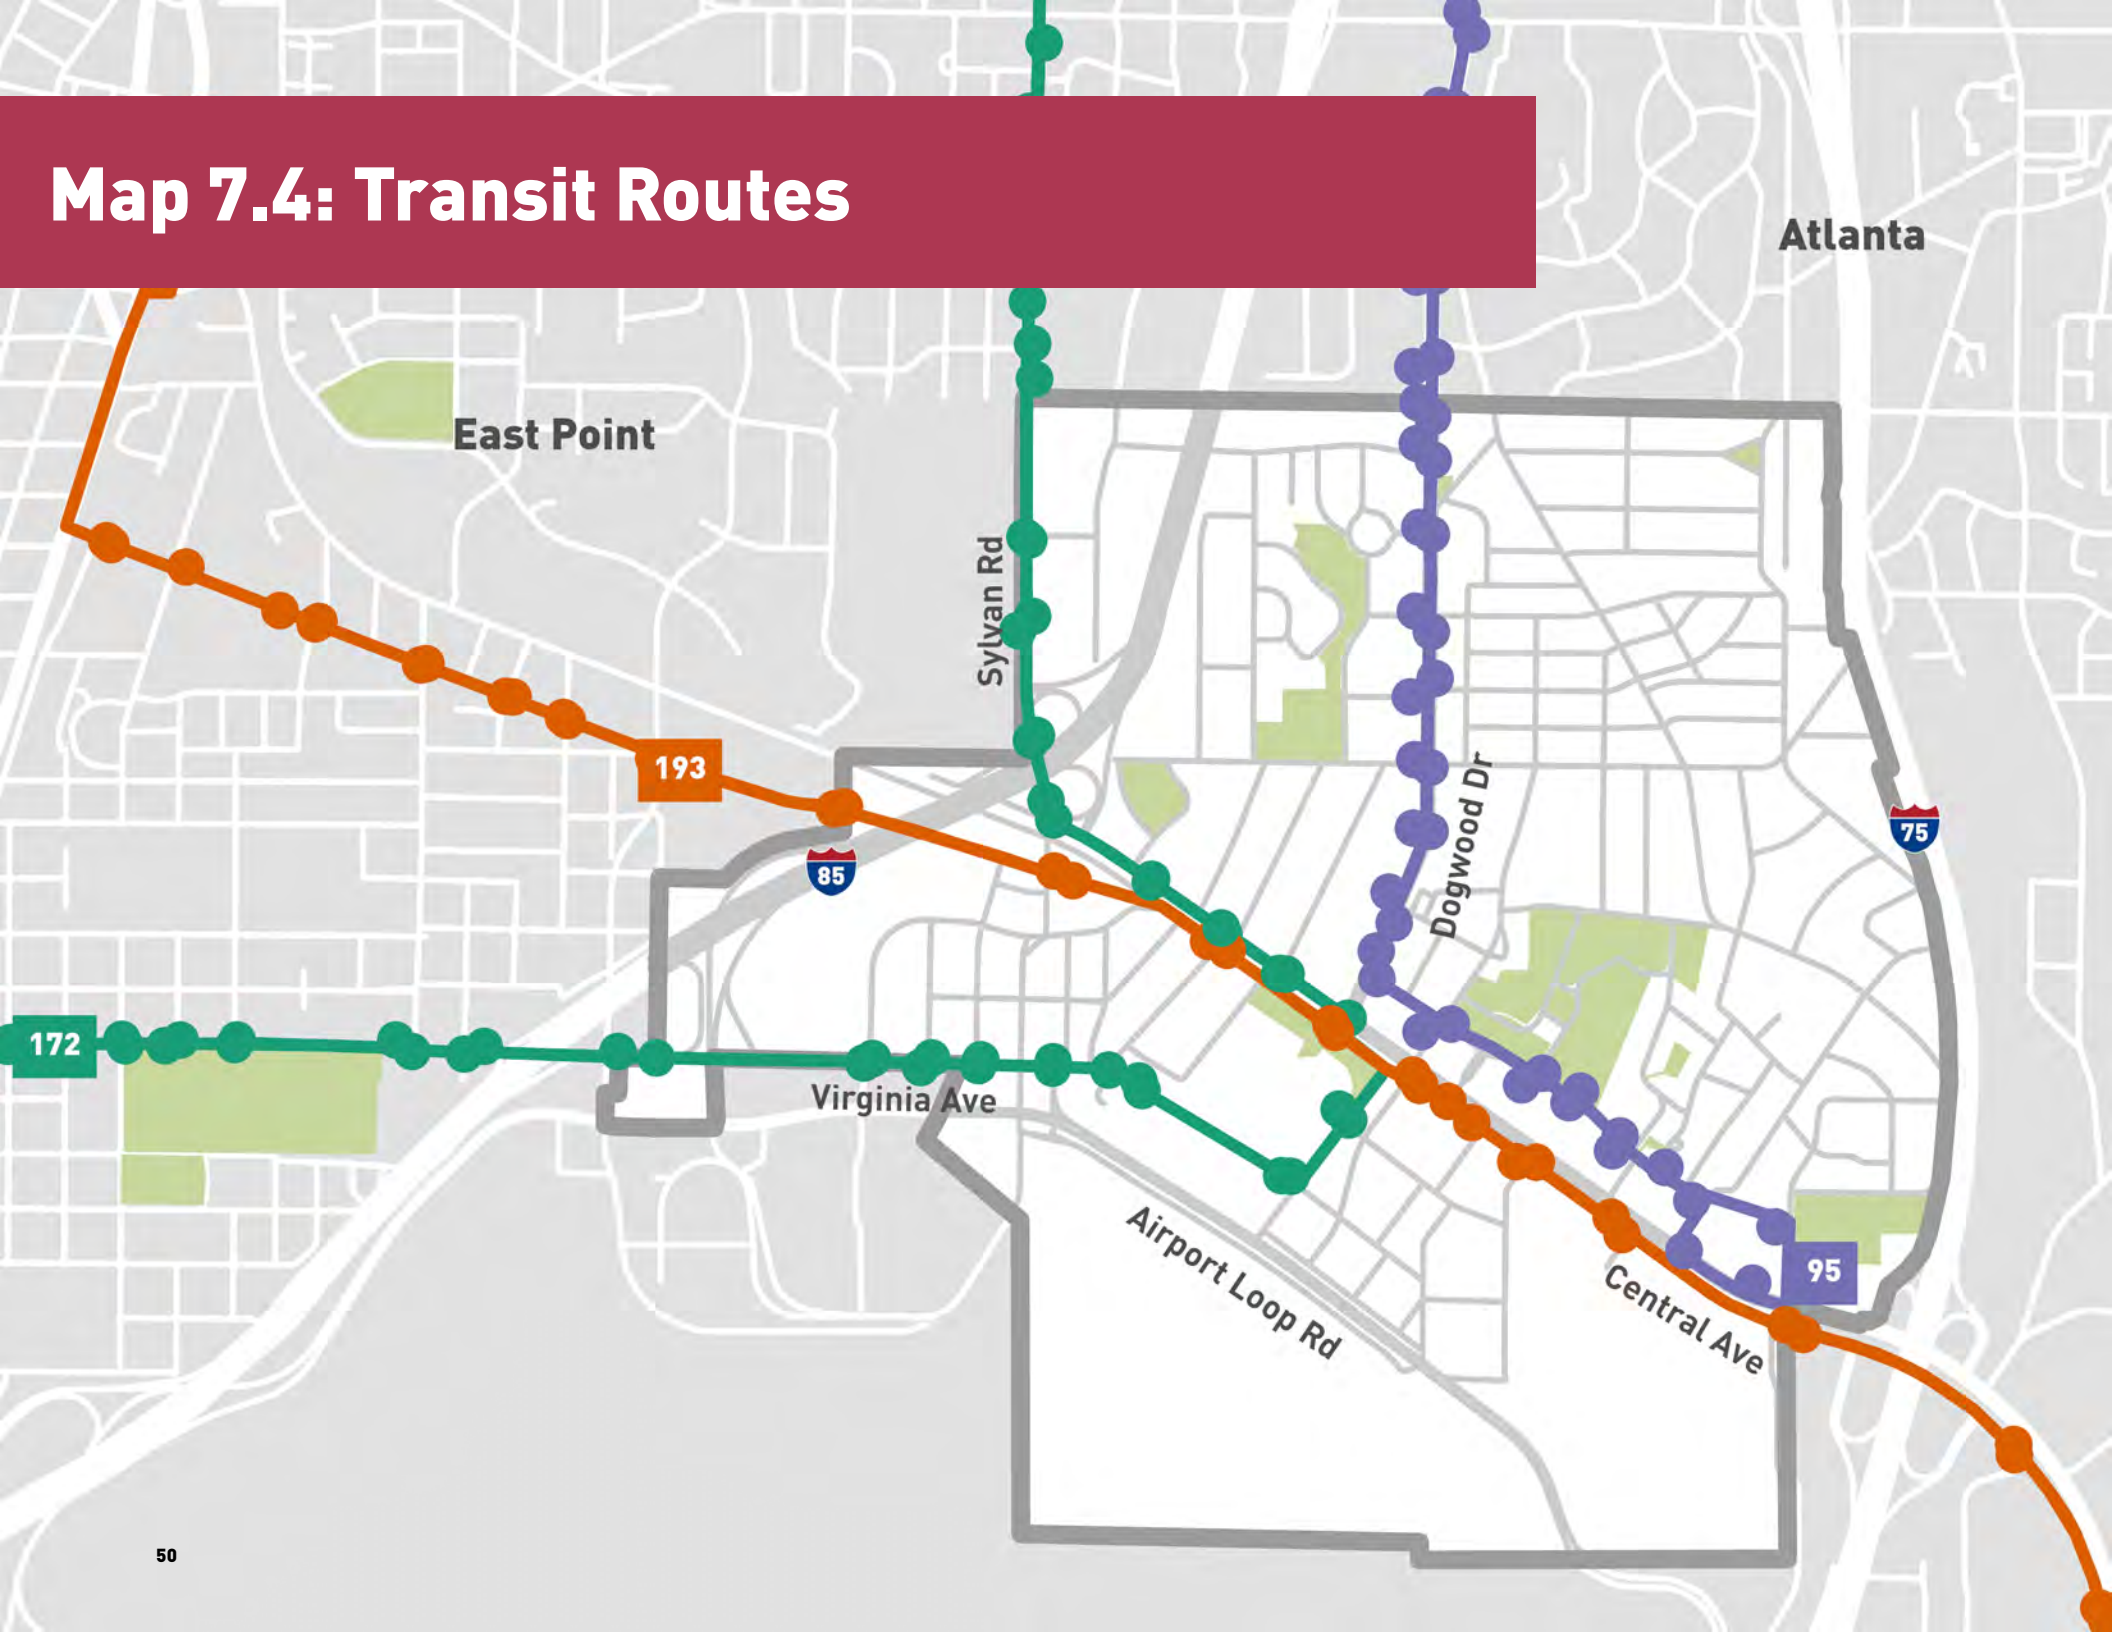 Map 7.4: Transit Routes
Atlanta
East Point
Sylvan Rd
193
Dogwood Dr
75
85
172
Virginia Ave
Airport Loop Rd
Central Ave
95
50